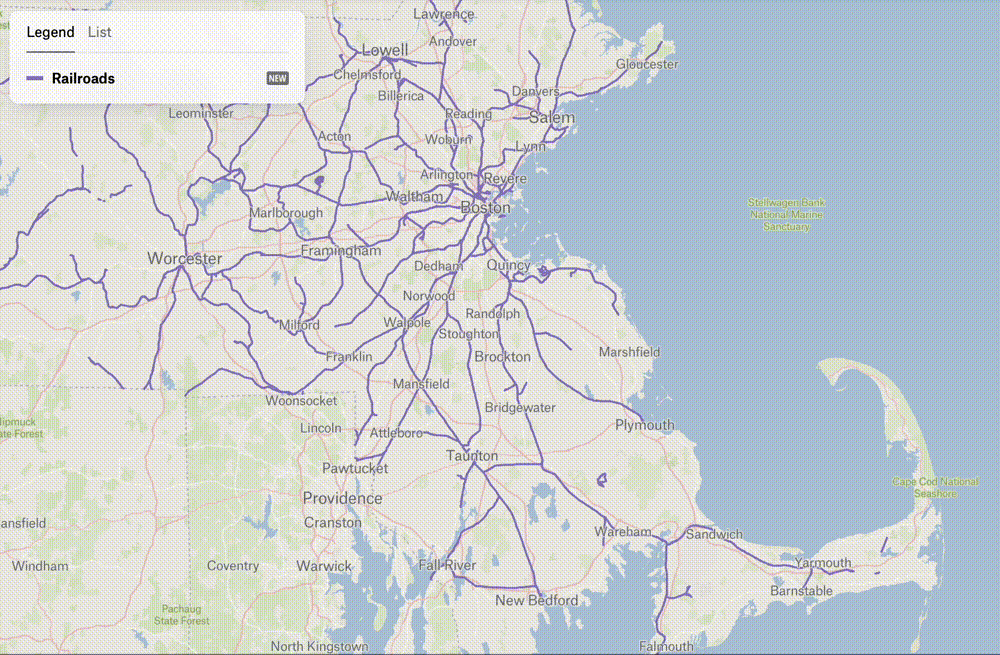 Legend List
Railroads NEW
Lawrence
Andover
Lowell
Gloucester
Chelmsford
Billerica
Danvers
Leominster
Reading
Salem
Acton
Woburn
Lynn
Arlington
Revere
Waltham
Boston
Marlborough
Stellwagen Bank
National Marine
Sanctuary
Framingham
Worcester
Dedham
Quincy
Norwood
Randolph
Milford
Walpole
Stoughton
Franklin
Brockton
Marshfield
Mansfield
Woonsocket
Bridgewater
Lincoln
Attleboro
Plymouth
Taunton
Pawtucket
Cape Cod National
Seashore
Providence
Cranston
ansfield
Wareham
Sandwich
Windham
Coventry
Warwick
Fall River
Yarmouth
Barnstable
New Bedford
Pachaug
State Forest
North Kingstown
Falmouth
ipmuck
ate Forest